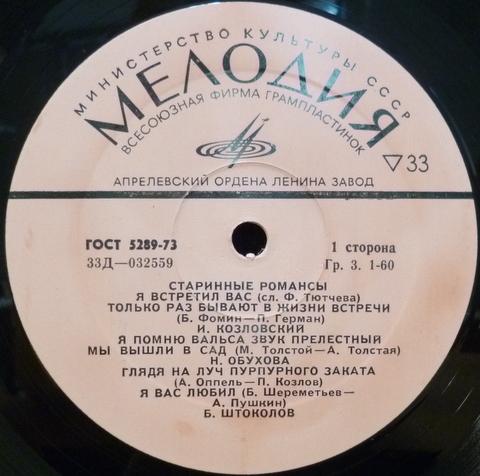 МИНИСТЕРСТВО КУЛЬТУРЫ СССР
МЕЛОДИЯ
ВСЕСОЮЗНАЯ ФИРМА ГРАМПЛАСТИНОК
▽33
АПРЕЛЕВСКИЙ ОРДЕНА ЛЕНИНА ЗАВОД
ГОСТ 5289-73
1 сторона
33Д—032559
Гр. 3. 1-60
СТАРИННЫЕ РОМАНСЫ
Я ВСТРЕТИЛ ВАС (сл. Ф. Тютчева)
ТОЛЬКО РАЗ БЫВАЮТ В ЖИЗНИ ВСТРЕЧИ
(Б. Фомин—П. Герман)
И. КОЗЛОВСКИЙ
Я ПОМНЮ ВАЛЬСА ЗВУК ПРЕЛЕСТНЫЙ
МЫ ВЫШЛИ В САД (М. Толстой—А. Толстая)
Н. ОБУХОВА
ГЛЯДЯ НА ЛУЧ ПУРПУРНОГО ЗАКАТА
(А. Оппель—П. Козлов)
Я ВАС ЛЮБИЛ (Б. Шереметьев—
А. Пушкин)
Б. ШТОКОЛОВ